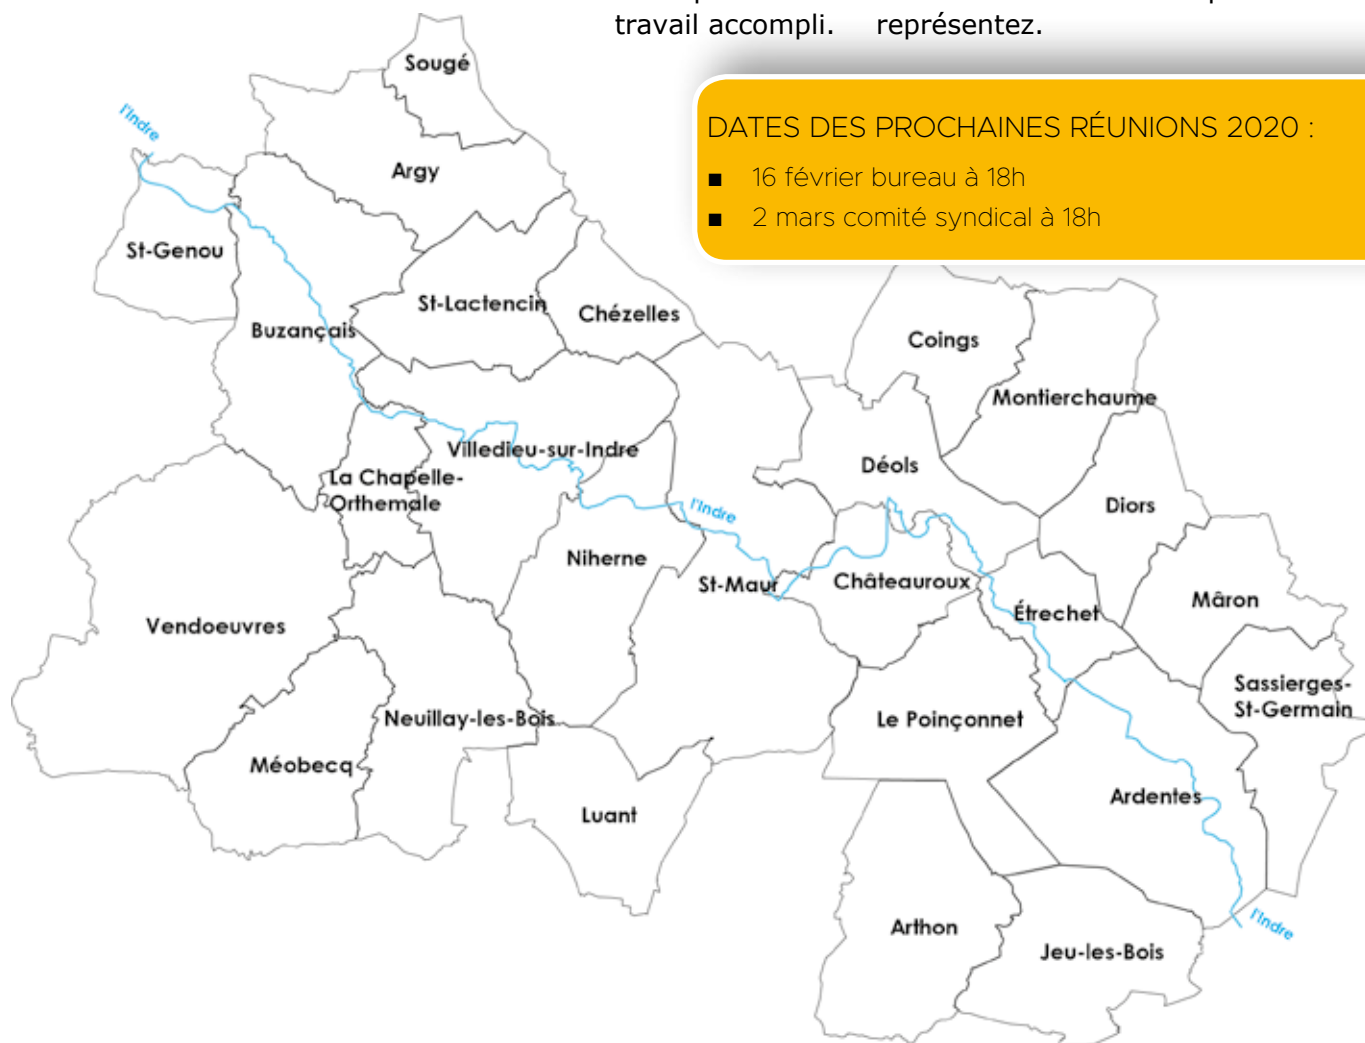 travail accompli. représentez.
Sougé
DATES DES PROCHAINES RÉUNIONS 2020 :
■ 16 février bureau à 18h
■ 2 mars comité syndical à 18h
l'Indre
Argy
St-Genou
St-Lactencin
Chézelles
Buzançais
Coings
Montierchaume
Villedieu-sur-Indre
Déols
La Chapelle-
Orthemale
Diors
l'Indre
Niherne
St-Maur
Châteauroux
Étrechet
Mâron
Vendoeuvres
Sassierges-
St-Germain
Neuillay-les-Bois
Le Poinçonnet
Méobecq
Ardentes
Luant
Arthon
l'Indre
Jeu-les-Bois